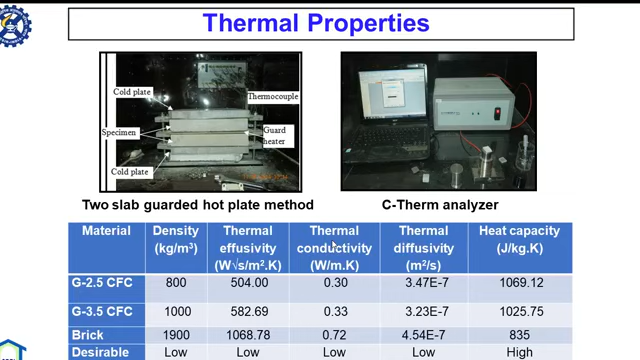 Thermal Properties
Cold plate
Thermocouple
Specimen
Guard
heater
Cold plate
Two slab guarded hot plate method
C-Therm analyzer
Material Density (kg/m³) Thermal effusivity (W√s/m².K) Thermal conductivity (W/m.K) Thermal diffusivity (m²/s) Heat capacity (J/kg.K)
G-2.5 CFC 800 504.00 0.30 3.47E-7 1069.12
G-3.5 CFC 1000 582.69 0.33 3.23E-7 1025.75
Brick 1900 1068.78 0.72 4.54E-7 835
Desirable Low Low Low Low High